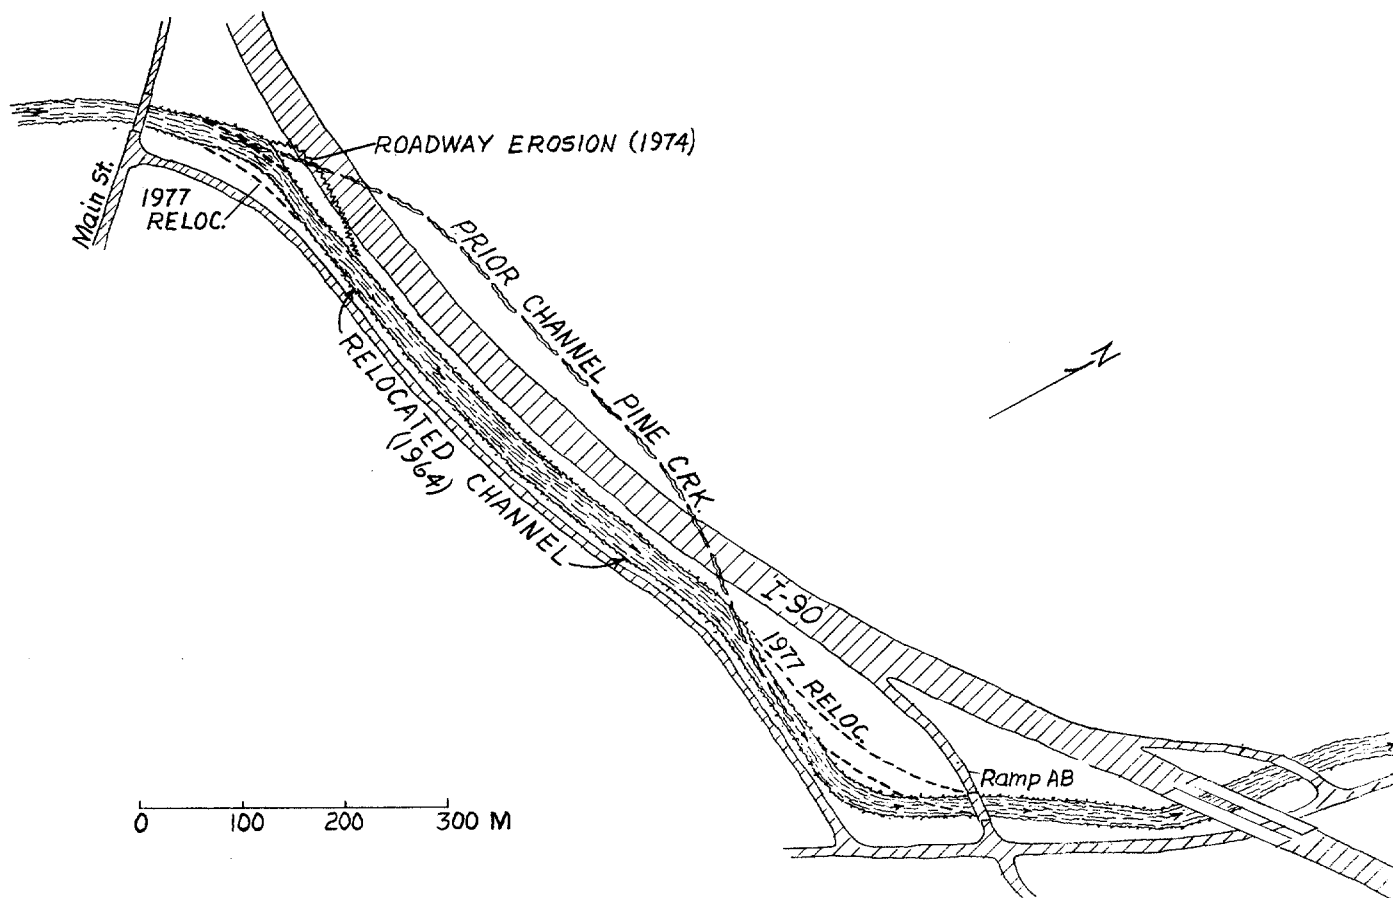 ROADWAY EROSION (1974)
Main St.
1977
RELOC.
PRIOR CHANNEL PINE CRK.
N
RELOCATED CHANNEL
(1964)
I-90
1977 RELOC.
Ramp AB
0 100 200 300 M